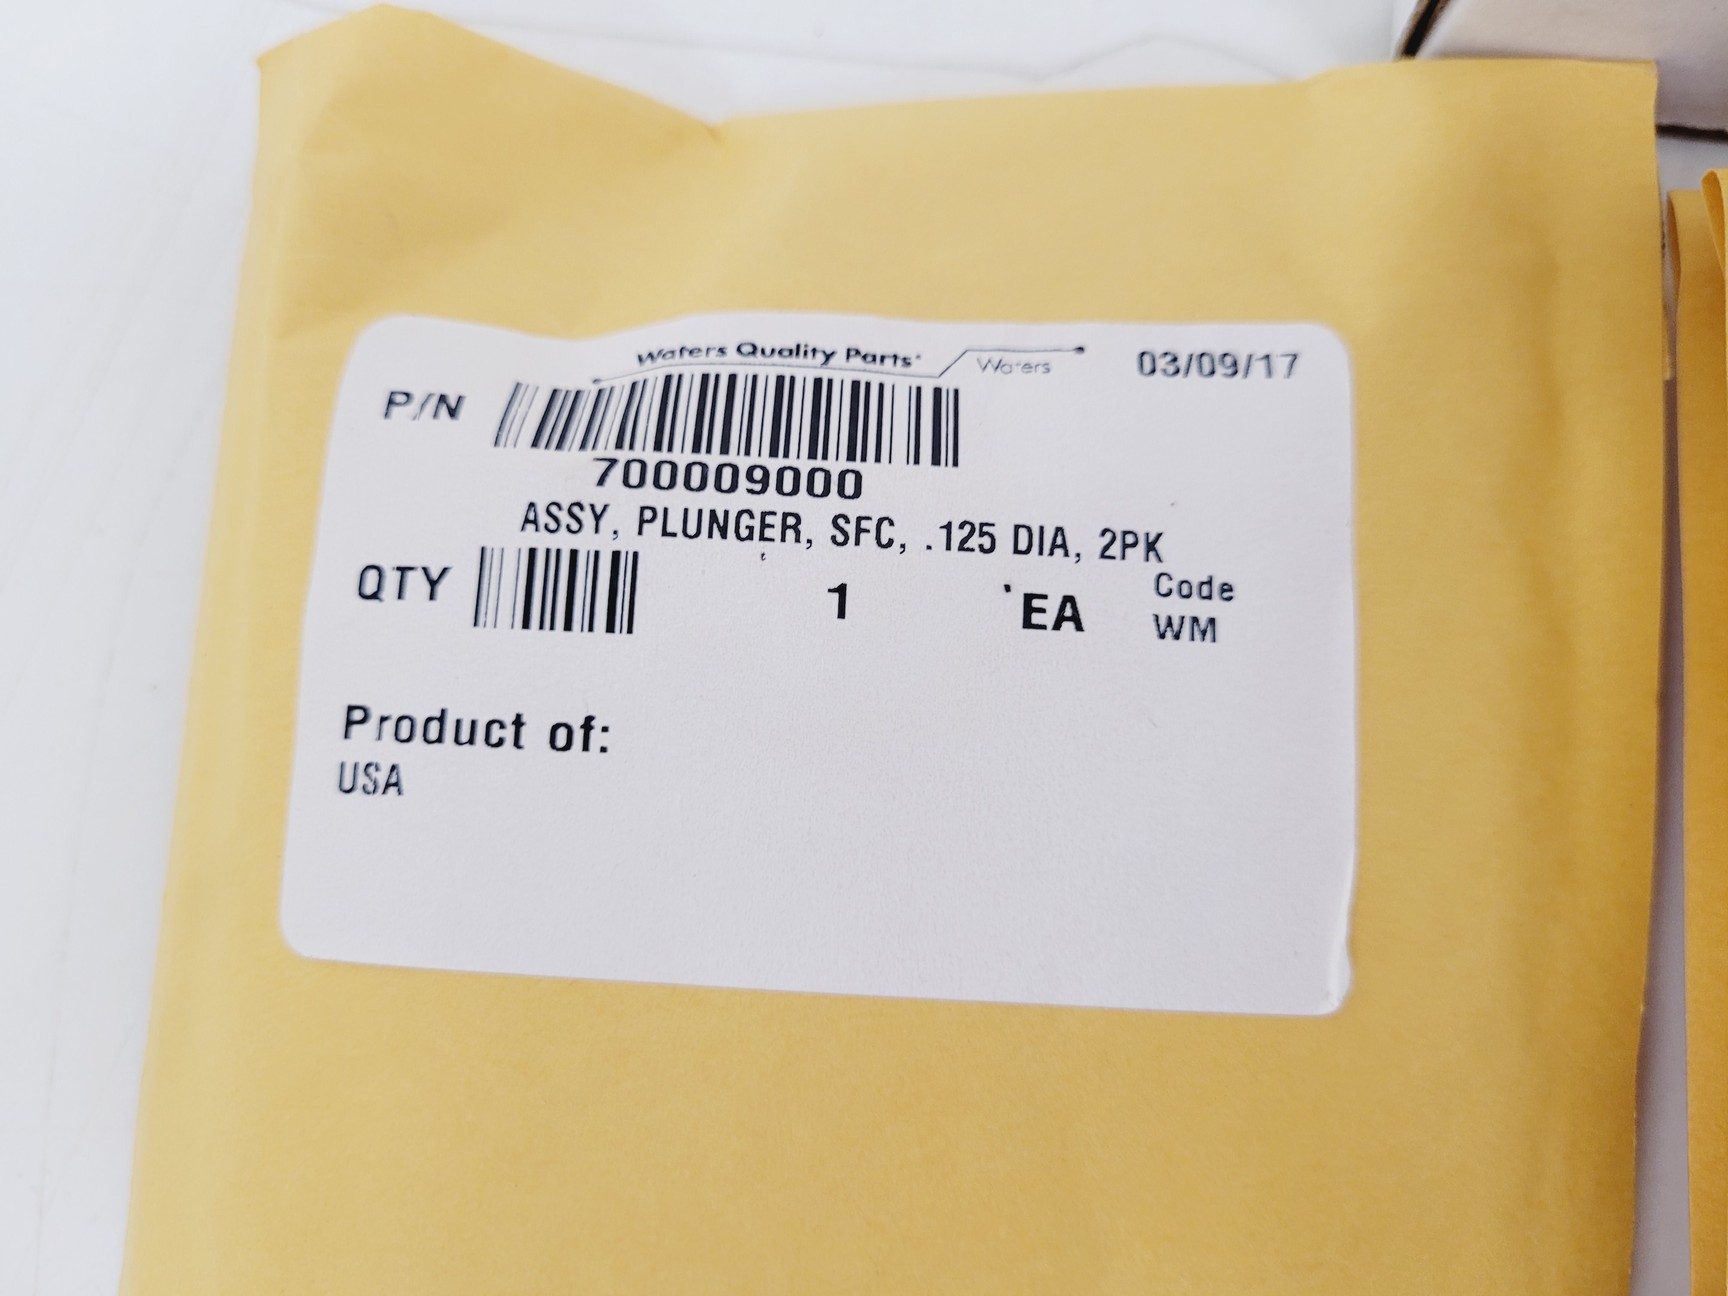 Waters Quality Parts
Waters
03/09/17
P/N
700009000
ASSY, PLUNGER, SFC, .125 DIA, 2PK
QTY
1
EA
Code
WM
Product of:
USA